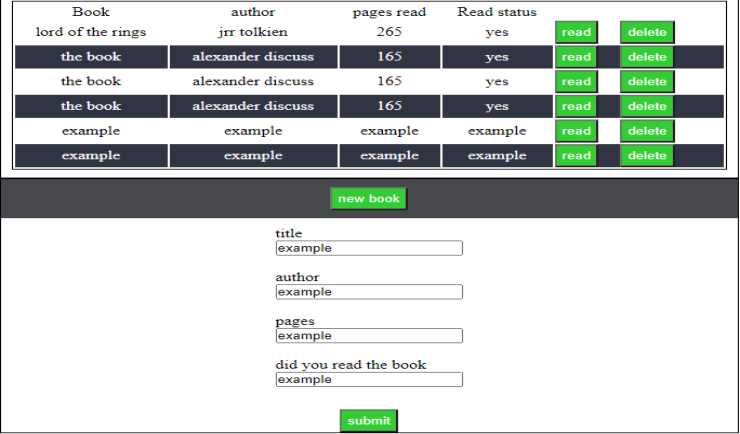 Book author pages read Read status
lord of the rings jrr tolkien 265 yes read delete
the book alexander discuss 165 yes read delete
the book alexander discuss 165 yes read delete
the book alexander discuss 165 yes read delete
example example example example read delete
example example example example read delete
new book
title
example
author
example
pages
example
did you read the book
example
submit